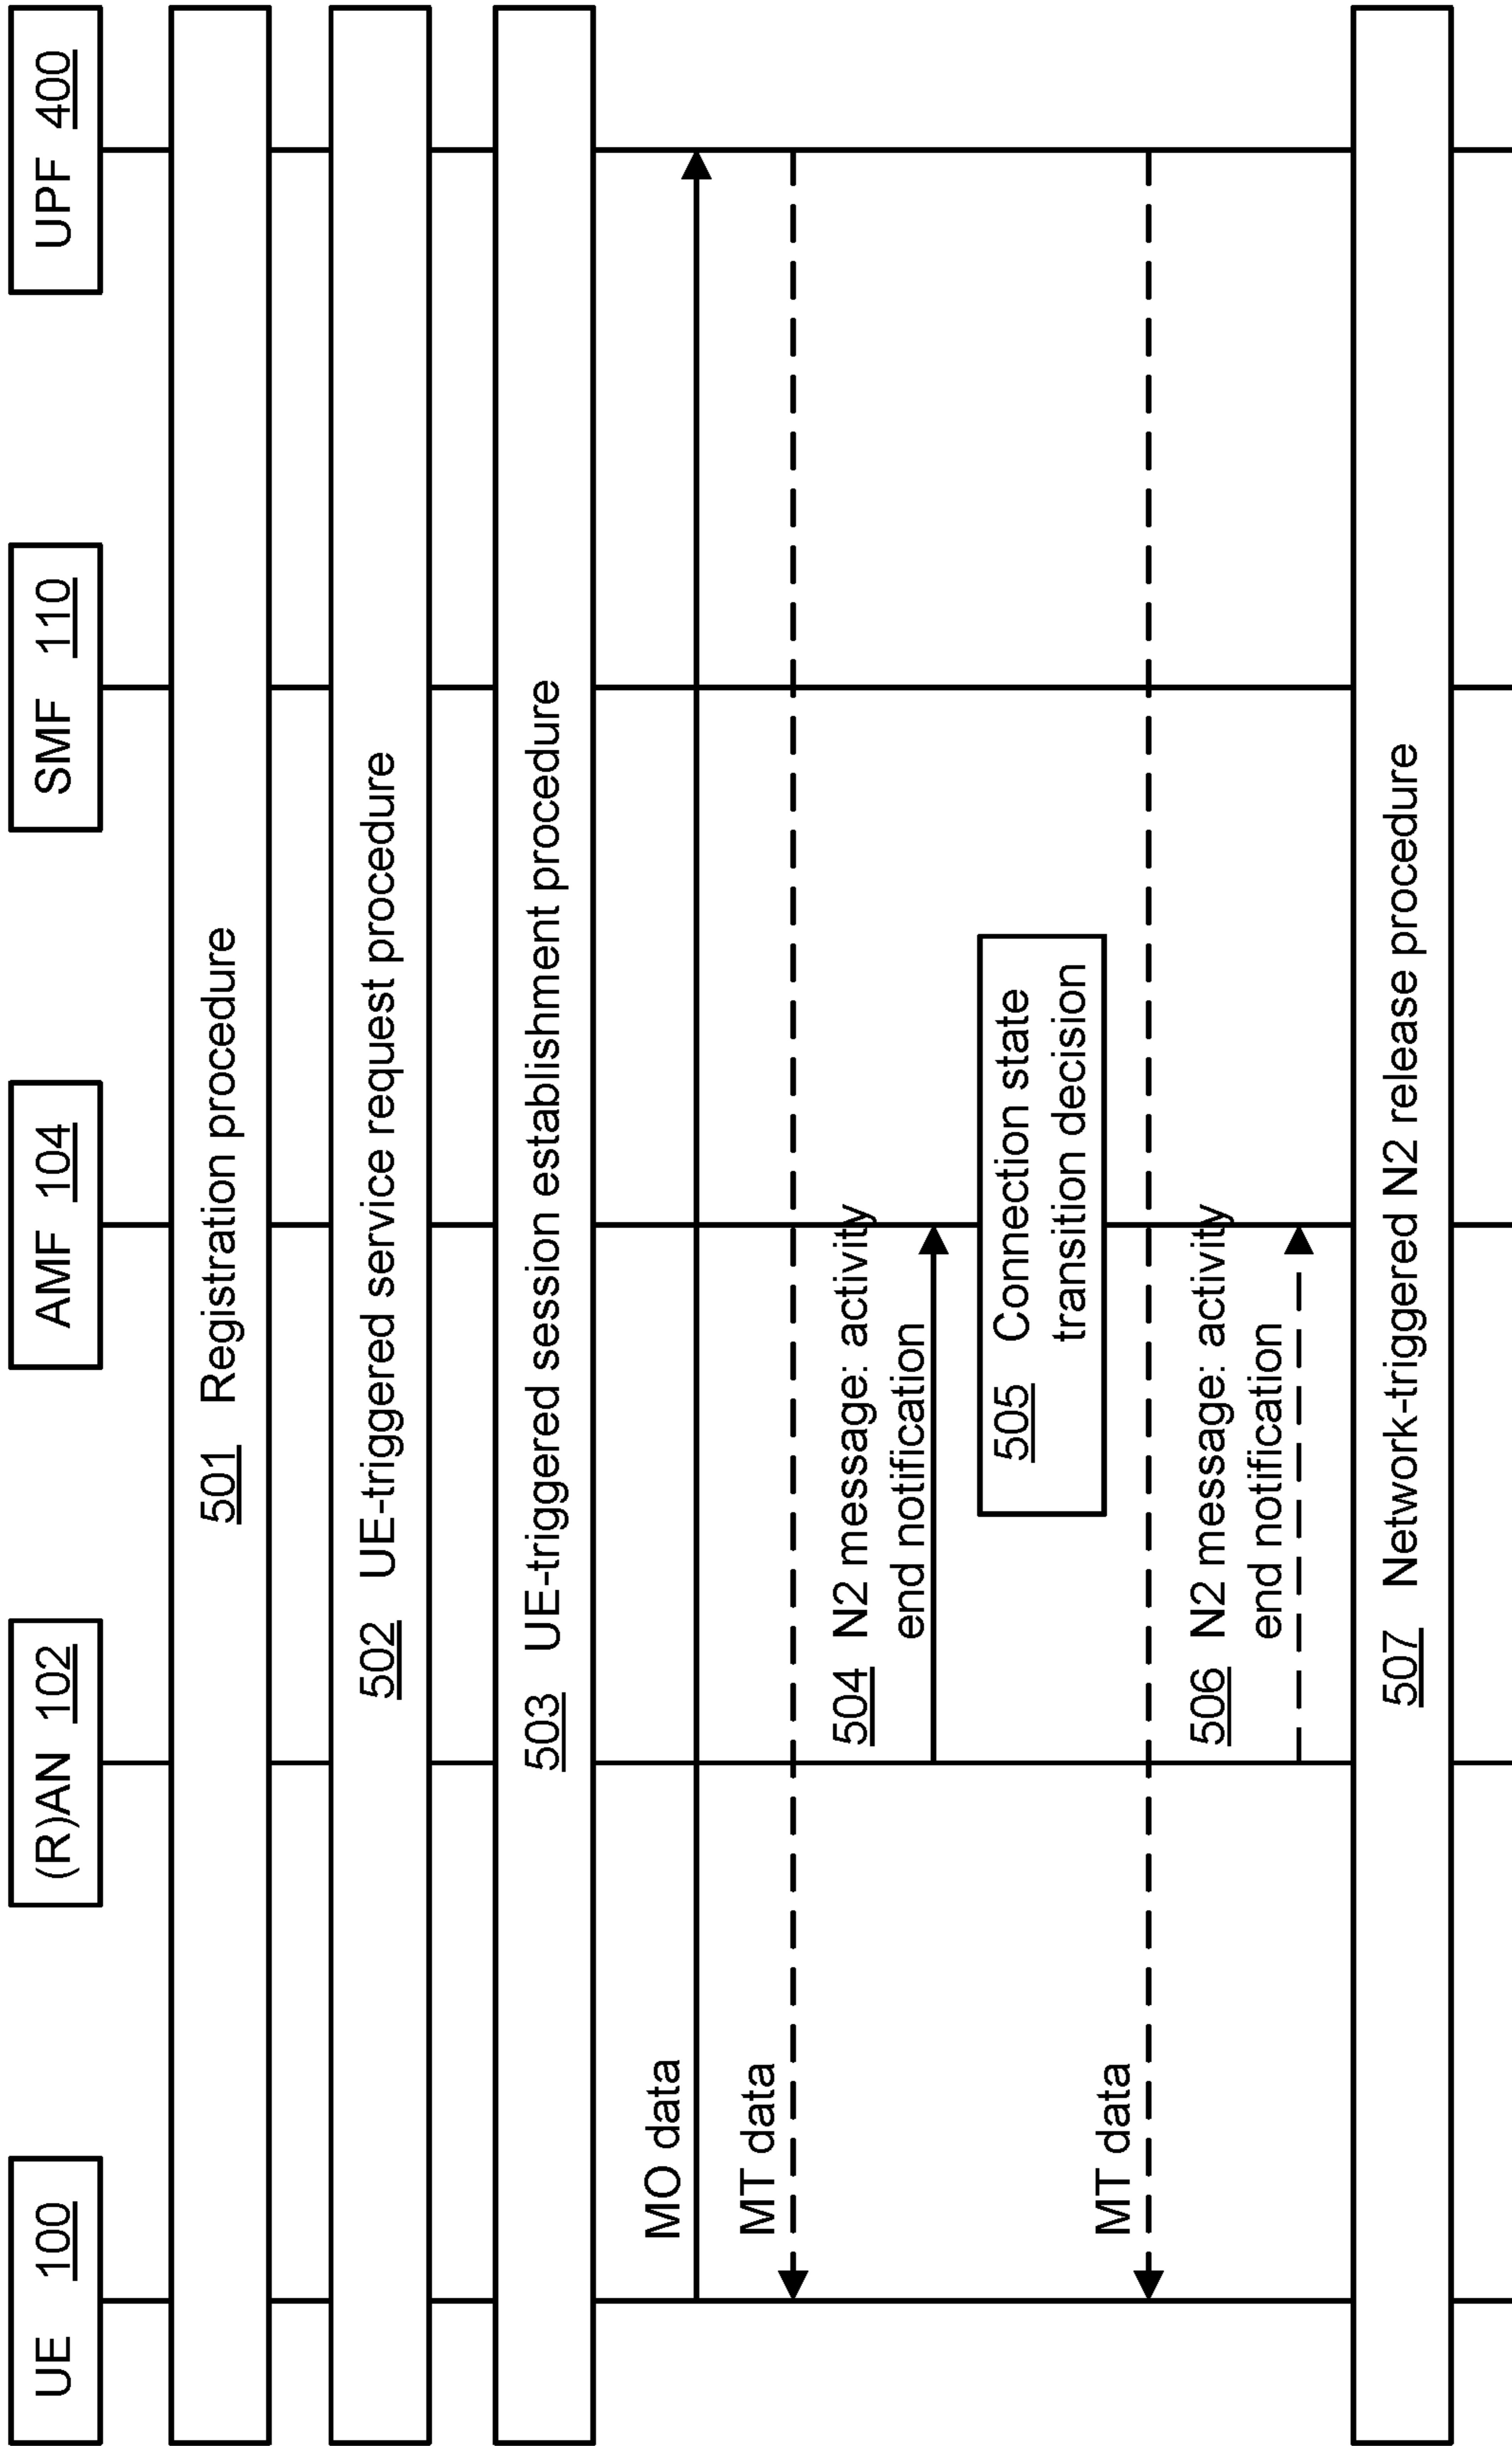 UE 100
(R)AN 102
AMF 104
SMF 110
UPF 400
501 Registration procedure
502 UE-triggered service request procedure
503 UE-triggered session establishment procedure
MO data
MT data
504 N2 message: activity
end notification
505 Connection state
transition decision
MT data
506 N2 message: activity
end notification
507 Network-triggered N2 release procedure